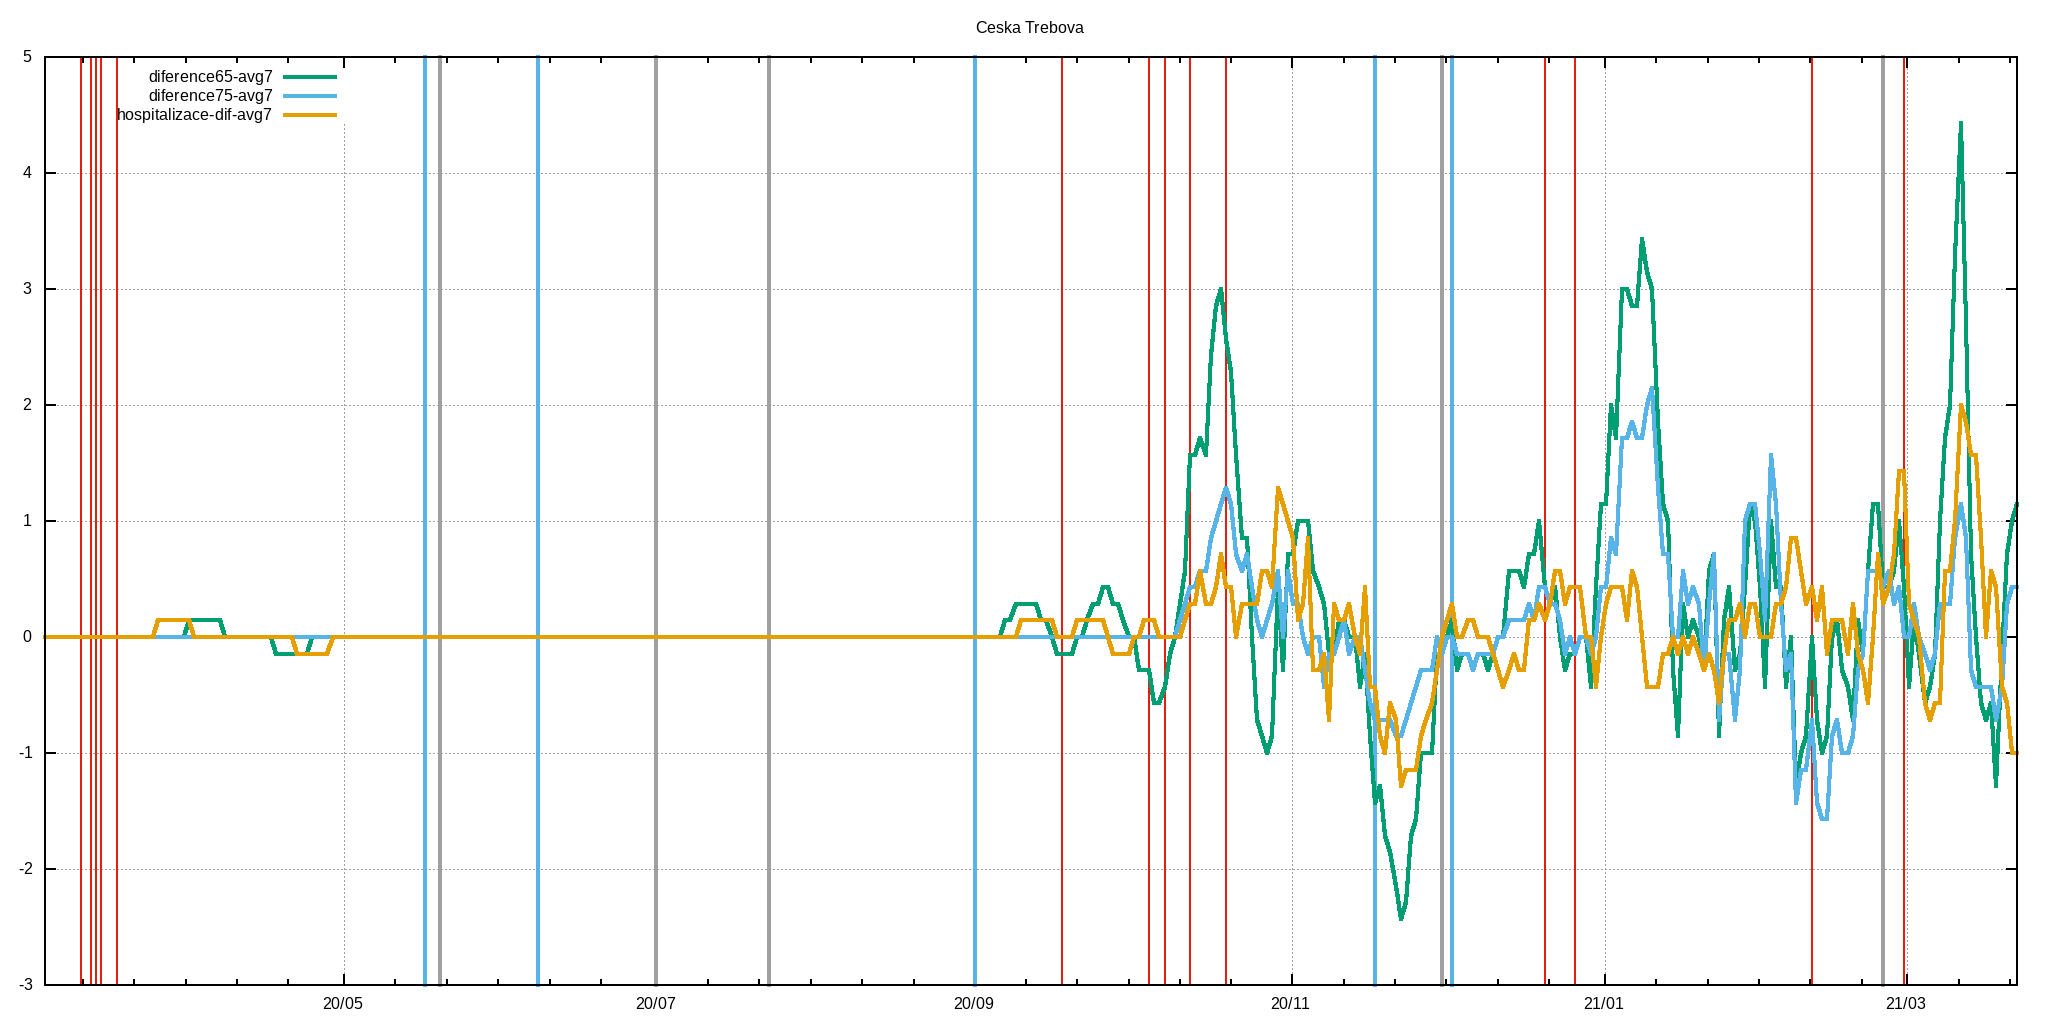 Ceska Trebova
5
diference65-avg7
diference75-avg7
hospitalizace-dif-avg7
4
3
2
1
0
-1
-2
-3
20/05 20/07 20/09 20/11 21/01 21/03